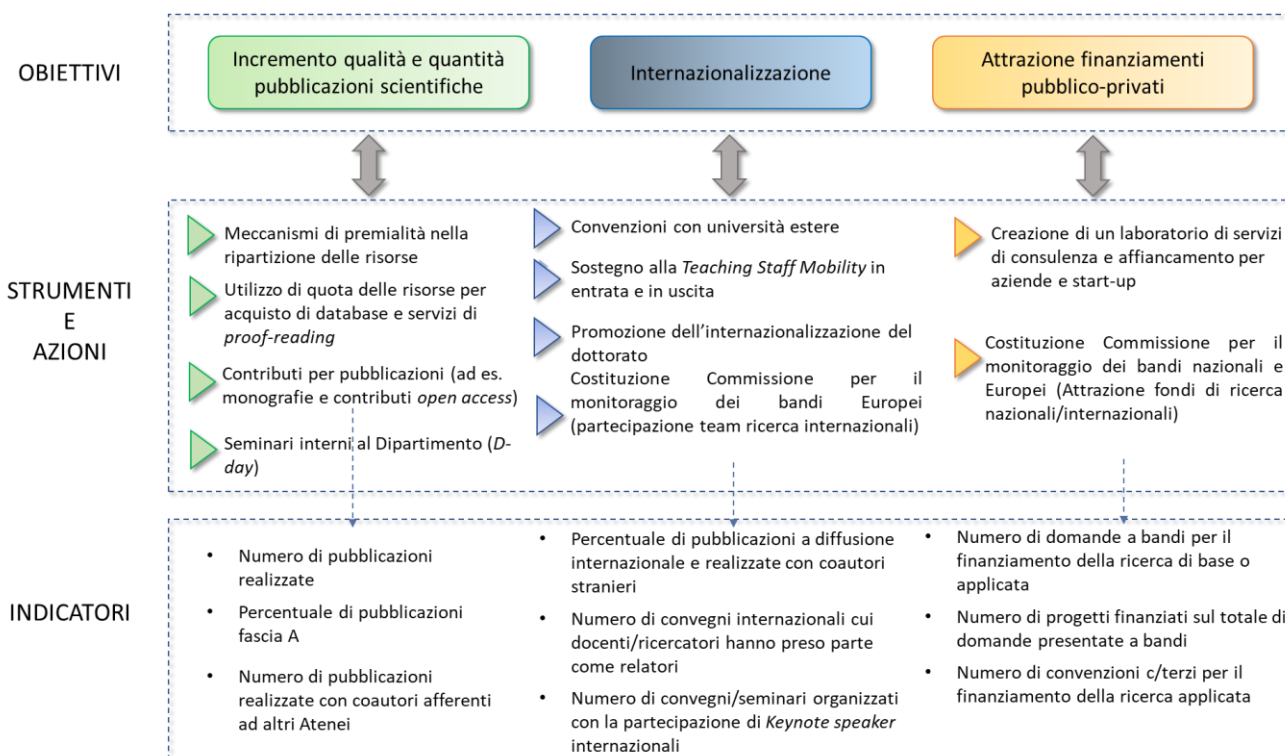 OBIETTIVI
Incremento qualità e quantità
pubblicazioni scientifiche
Internazionalizzazione
Attrazione finanziamenti
pubblico-privati
STRUMENTI
E
AZIONI
Meccanismi di premialità nella
ripartizione delle risorse
Utilizzo di quota delle risorse per
acquisto di database e servizi di
proof-reading
Contributi per pubblicazioni (ad es.
monografie e contributi open access)
Seminari interni al Dipartimento (D-
day)
Convenzioni con università estere
Sostegno alla Teaching Staff Mobility in
entrata e in uscita
Promozione dell'internazionalizzazione del
dottorato
Costituzione Commissione per il
monitoraggio dei bandi Europei
(partecipazione team ricerca internazionali)
Creazione di un laboratorio di servizi
di consulenza e affiancamento per
aziende e start-up
Costituzione Commissione per il
monitoraggio dei bandi nazionali e
Europei (Attrazione fondi di ricerca
nazionali/internazionali)
INDICATORI
• Numero di pubblicazioni
realizzate
• Percentuale di pubblicazioni
fascia A
• Numero di pubblicazioni
realizzate con coautori afferenti
ad altri Atenei
• Percentuale di pubblicazioni a diffusione
internazionale e realizzate con coautori
stranieri
• Numero di convegni internazionali cui
docenti/ricercatori hanno preso parte
come relatori
• Numero di convegni/seminari organizzati
con la partecipazione di Keynote speaker
internazionali
• Numero di domande a bandi per il
finanziamento della ricerca di base o
applicata
• Numero di progetti finanziati sul totale di
domande presentate a bandi
• Numero di convenzioni c/terzi per il
finanziamento della ricerca applicata